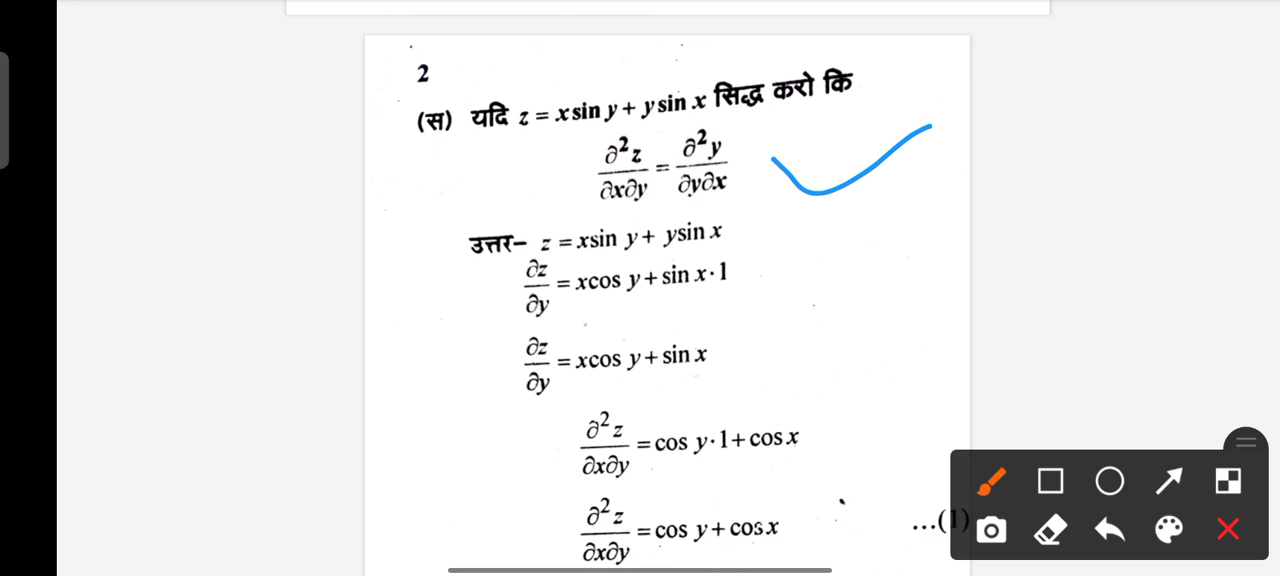 2
(स) यदि z = x sin y + y sin x सिद्ध करो कि
∂²z/∂x∂y = ∂²y/∂y∂x
उत्तर– z = x sin y + y sin x
∂z/∂y = x cos y + sin x · 1
∂z/∂y = x cos y + sin x
∂²z/∂x∂y = cos y · 1 + cos x
∂²z/∂x∂y = cos y + cos x ...(1)